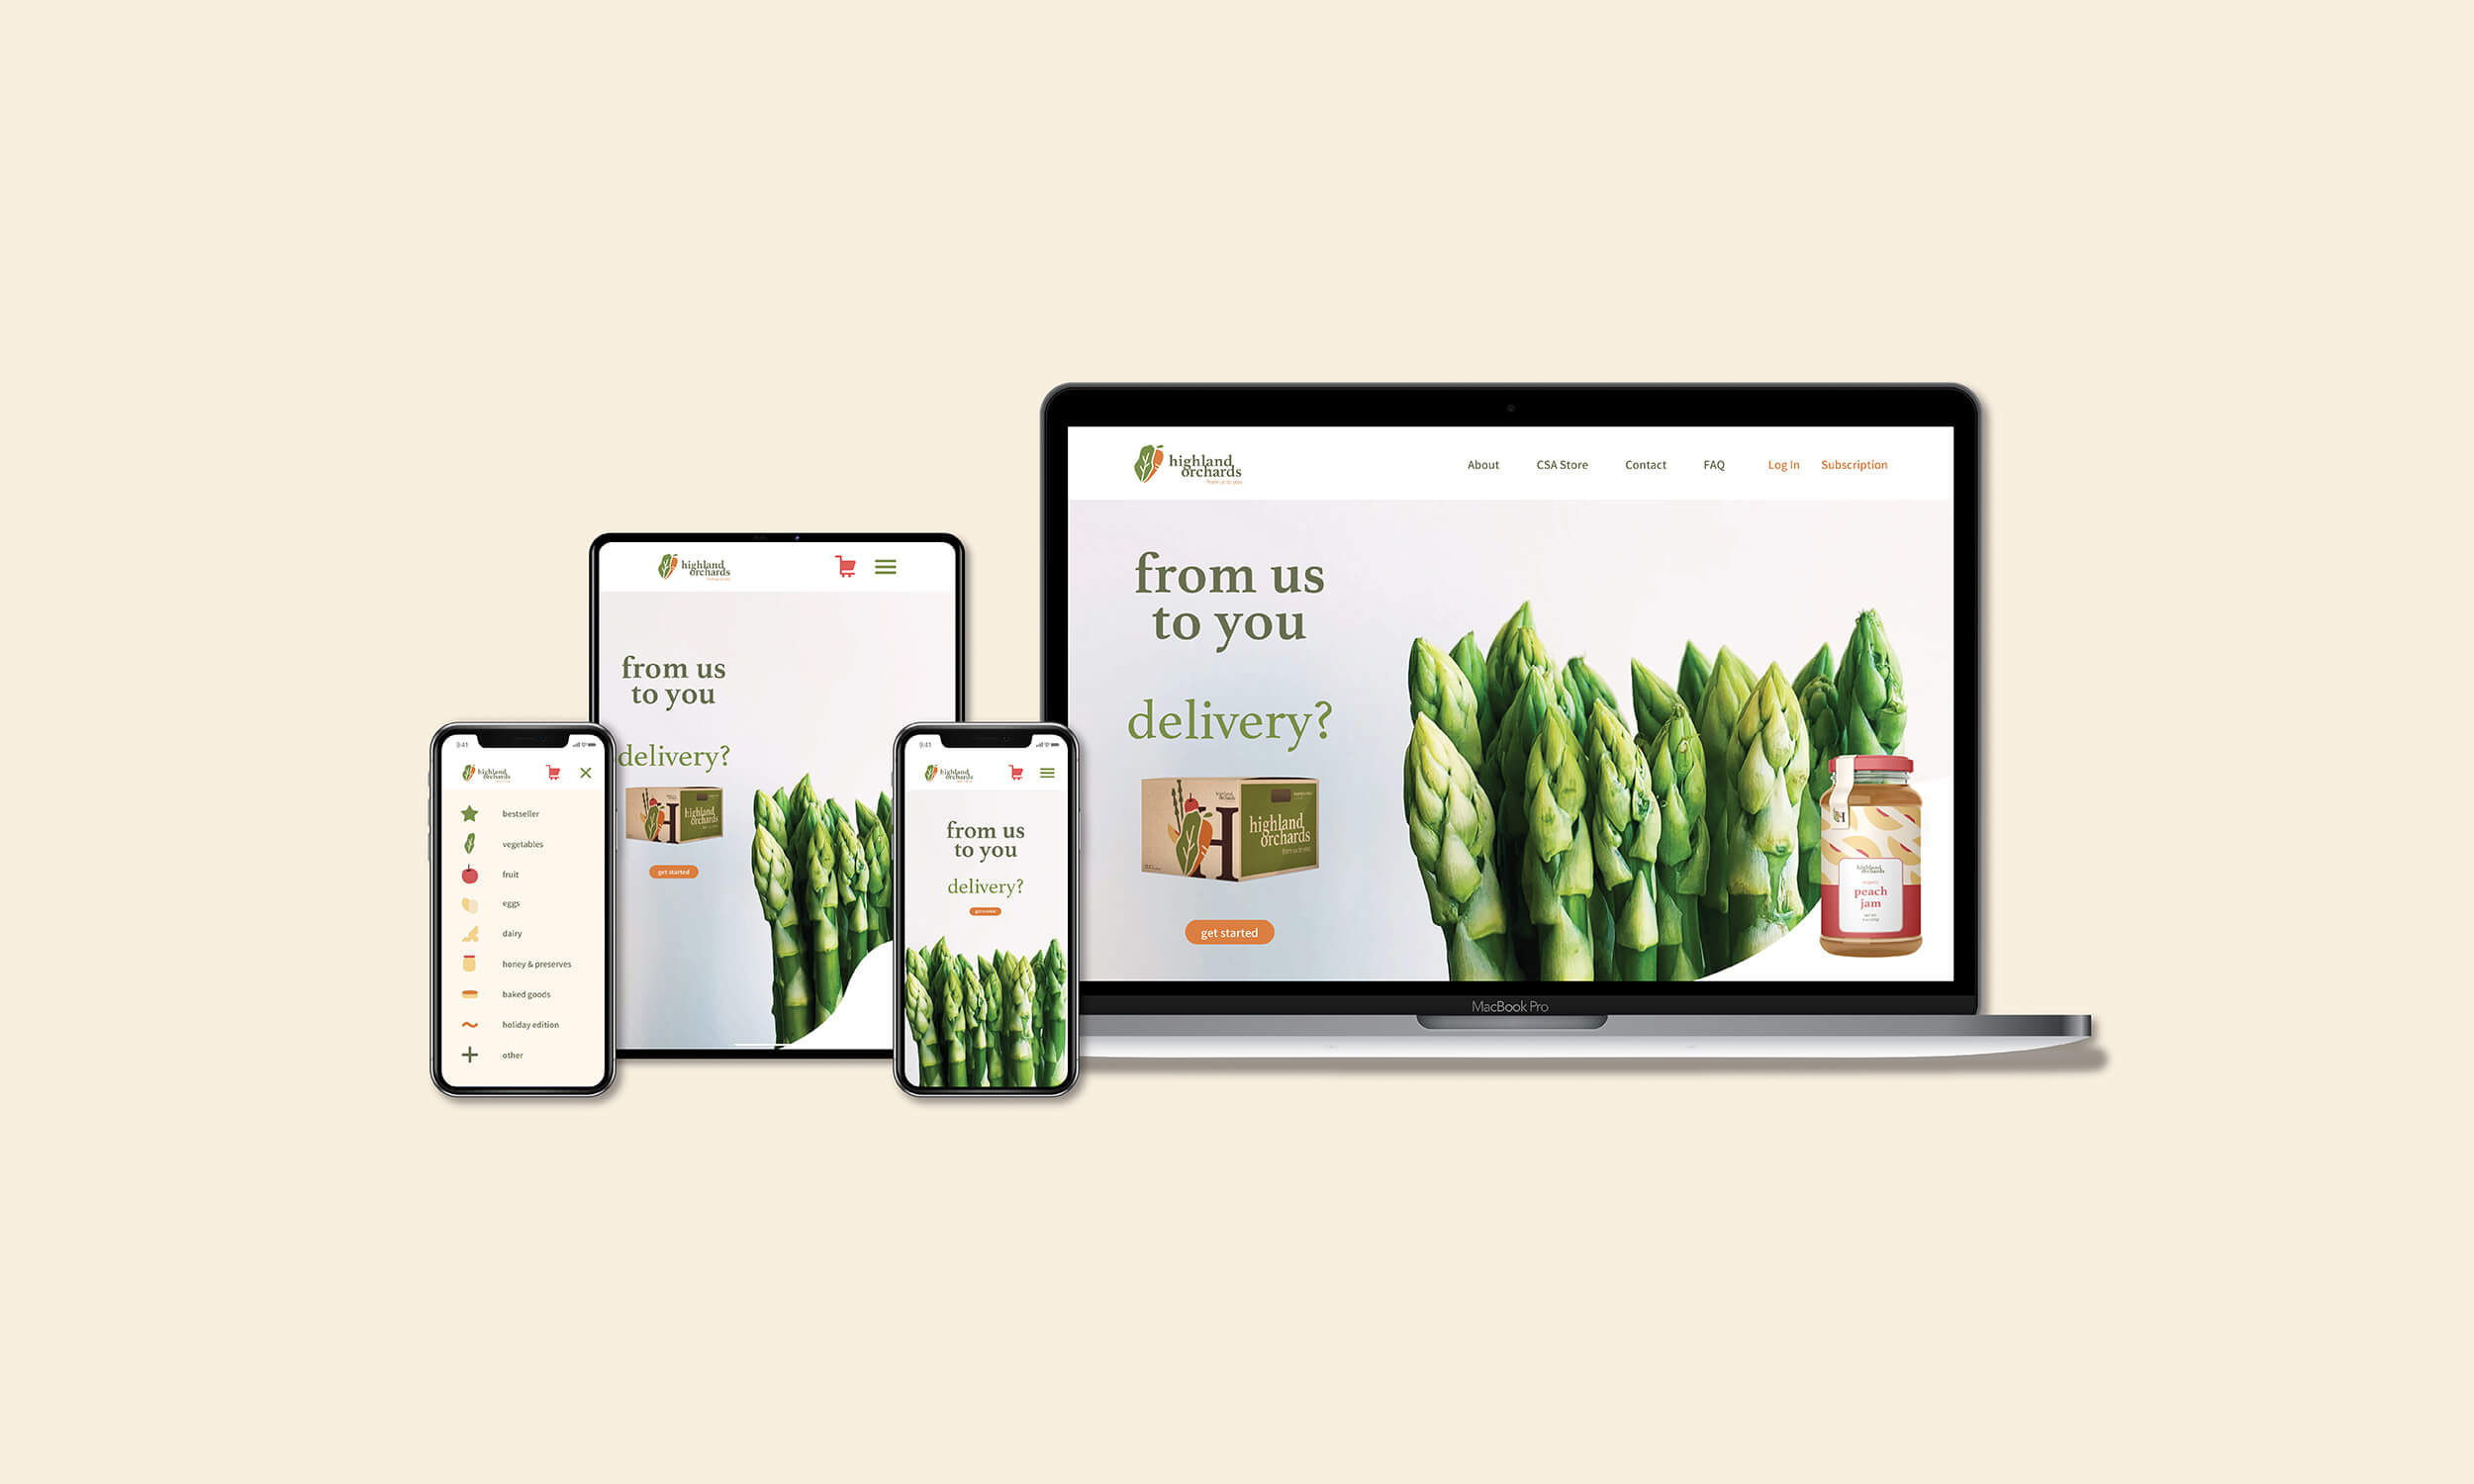 highland
orchards
from us to you
About CSA Store Contact FAQ Log In Subscription
from us
to you
delivery?
highland
orchards
from us to you
get started
highland
orchards
peach
jam
MacBook Pro
highland
orchards
from us
to you
delivery?
highland
orchards
get started
9:41
highland
orchards
bestseller
vegetables
fruit
eggs
dairy
honey & preserves
baked goods
holiday edition
other
9:41
highland
orchards
from us
to you
delivery?
get started